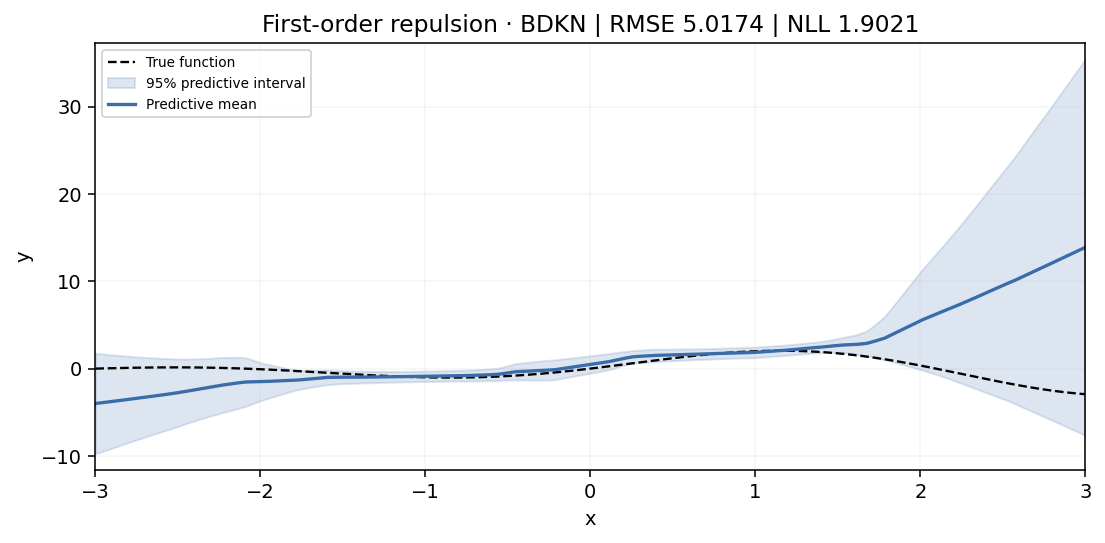 First-order repulsion · BDKN | RMSE 5.0174 | NLL 1.9021
True function
95% predictive interval
Predictive mean
y
30
20
10
0
−10
−3
−2
−1
0
1
2
3
x